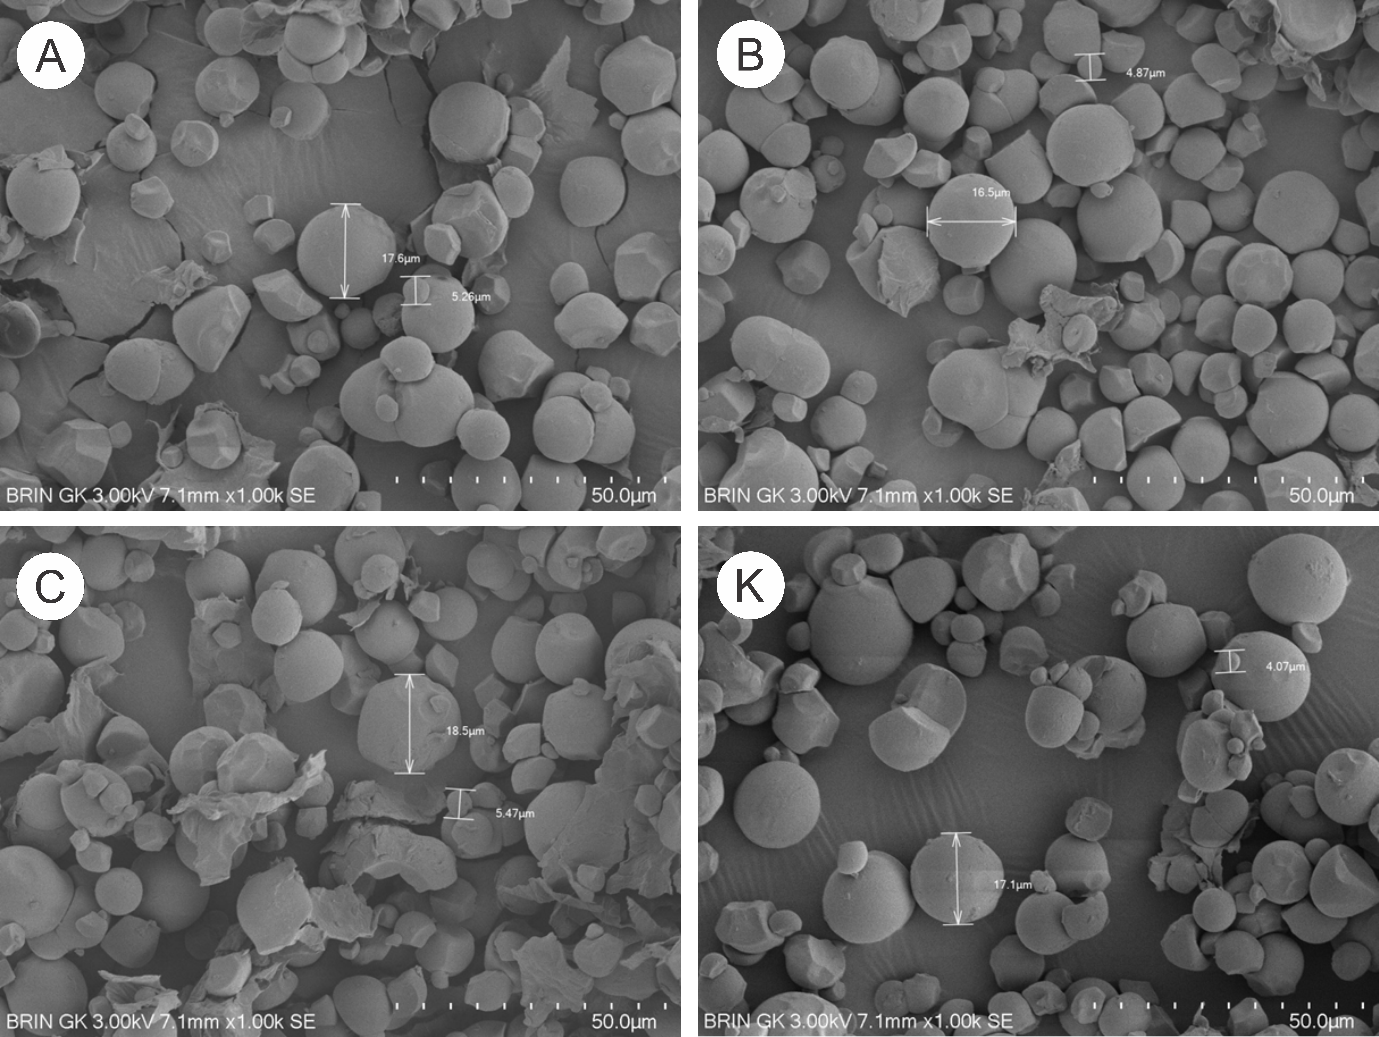 A
17.6µm
5.26µm
BRIN GK 3.00kV 7.1mm x1.00k SE 50.0µm
B
4.87µm
16.5µm
BRIN GK 3.00kV 7.1mm x1.00k SE 50.0µm
C
18.5µm
5.47µm
BRIN GK 3.00kV 7.1mm x1.00k SE 50.0µm
K
4.07µm
17.1µm
BRIN GK 3.00kV 7.1mm x1.00k SE 50.0µm